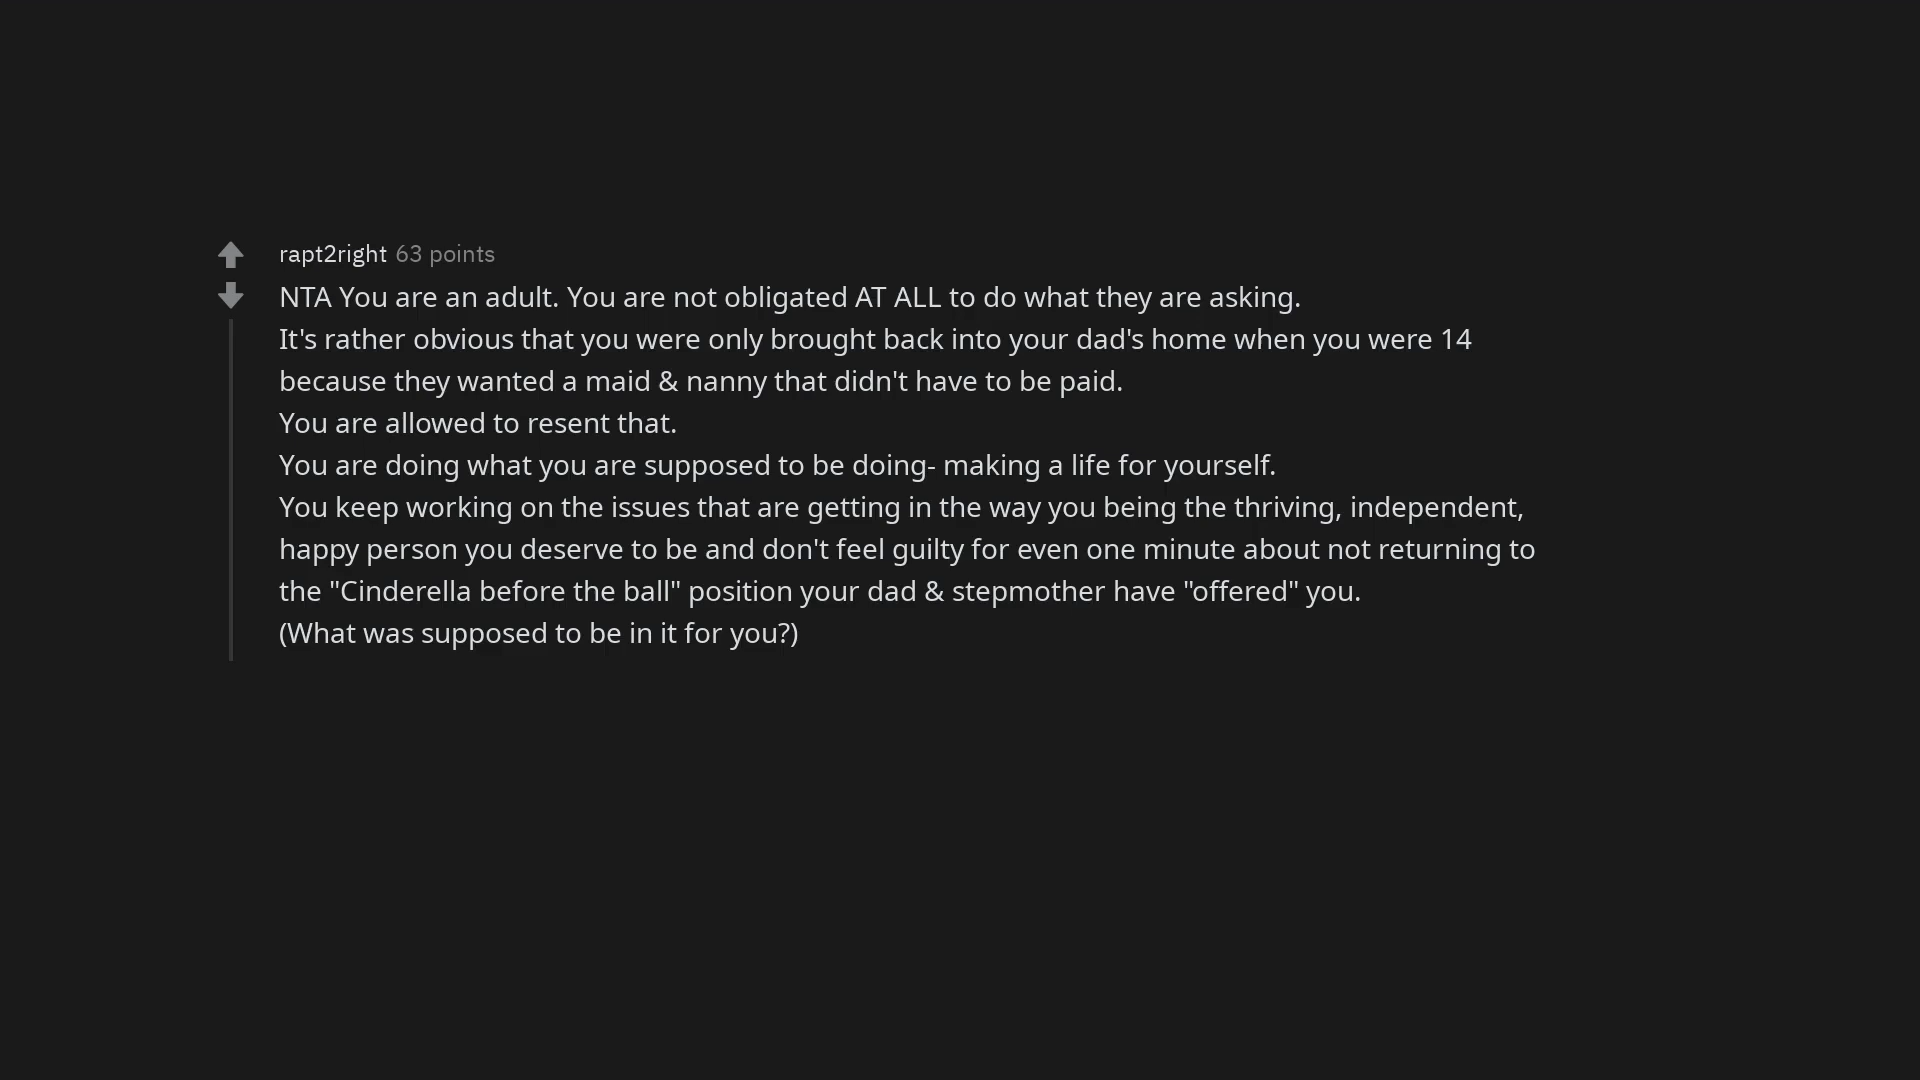 rapt2right 63 points
NTA You are an adult. You are not obligated AT ALL to do what they are asking.
It's rather obvious that you were only brought back into your dad's home when you were 14
because they wanted a maid & nanny that didn't have to be paid.
You are allowed to resent that.
You are doing what you are supposed to be doing- making a life for yourself.
You keep working on the issues that are getting in the way you being the thriving, independent,
happy person you deserve to be and don't feel guilty for even one minute about not returning to
the "Cinderella before the ball" position your dad & stepmother have "offered" you.
(What was supposed to be in it for you?)